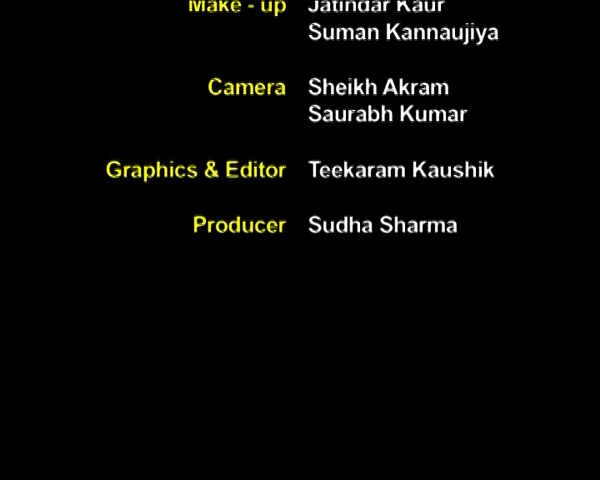 Make - up Jatindar Kaur
Suman Kannaujiya
Camera Sheikh Akram
Saurabh Kumar
Graphics & Editor Teekaram Kaushik
Producer Sudha Sharma